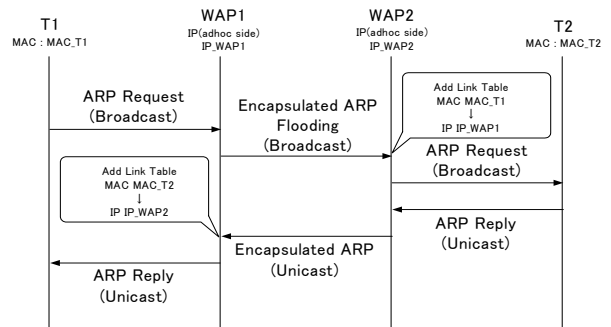 T1
MAC : MAC_T1
WAP1
IP(adhoc side)
IP_WAP1
WAP2
IP(adhoc side)
IP_WAP2
T2
MAC : MAC_T2
ARP Request
(Broadcast)
Encapsulated ARP
Flooding
(Broadcast)
Add Link Table
MAC MAC_T1
↓
IP IP_WAP1
ARP Request
(Broadcast)
Add Link Table
MAC MAC_T2
↓
IP IP_WAP2
ARP Reply
(Unicast)
Encapsulated ARP
(Unicast)
ARP Reply
(Unicast)